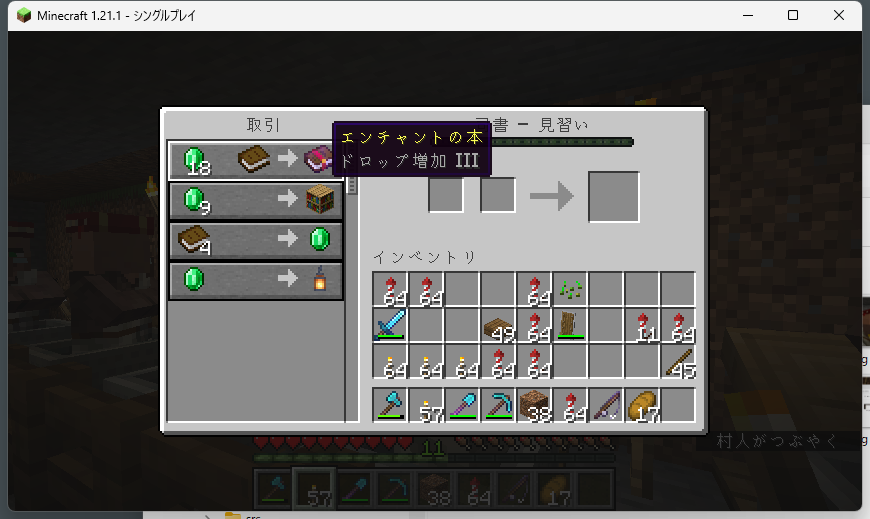 Minecraft 1.21.1 - シングルプレイ
取引
書 − 見習い
エンチャントの本
ドロップ増加 III
18
9
4
インベントリ
64 64 64
49 64 11 64
64 64 64 64 64 45
57 38 64 17
11
村人がつぶやく
57 38 64 17
src